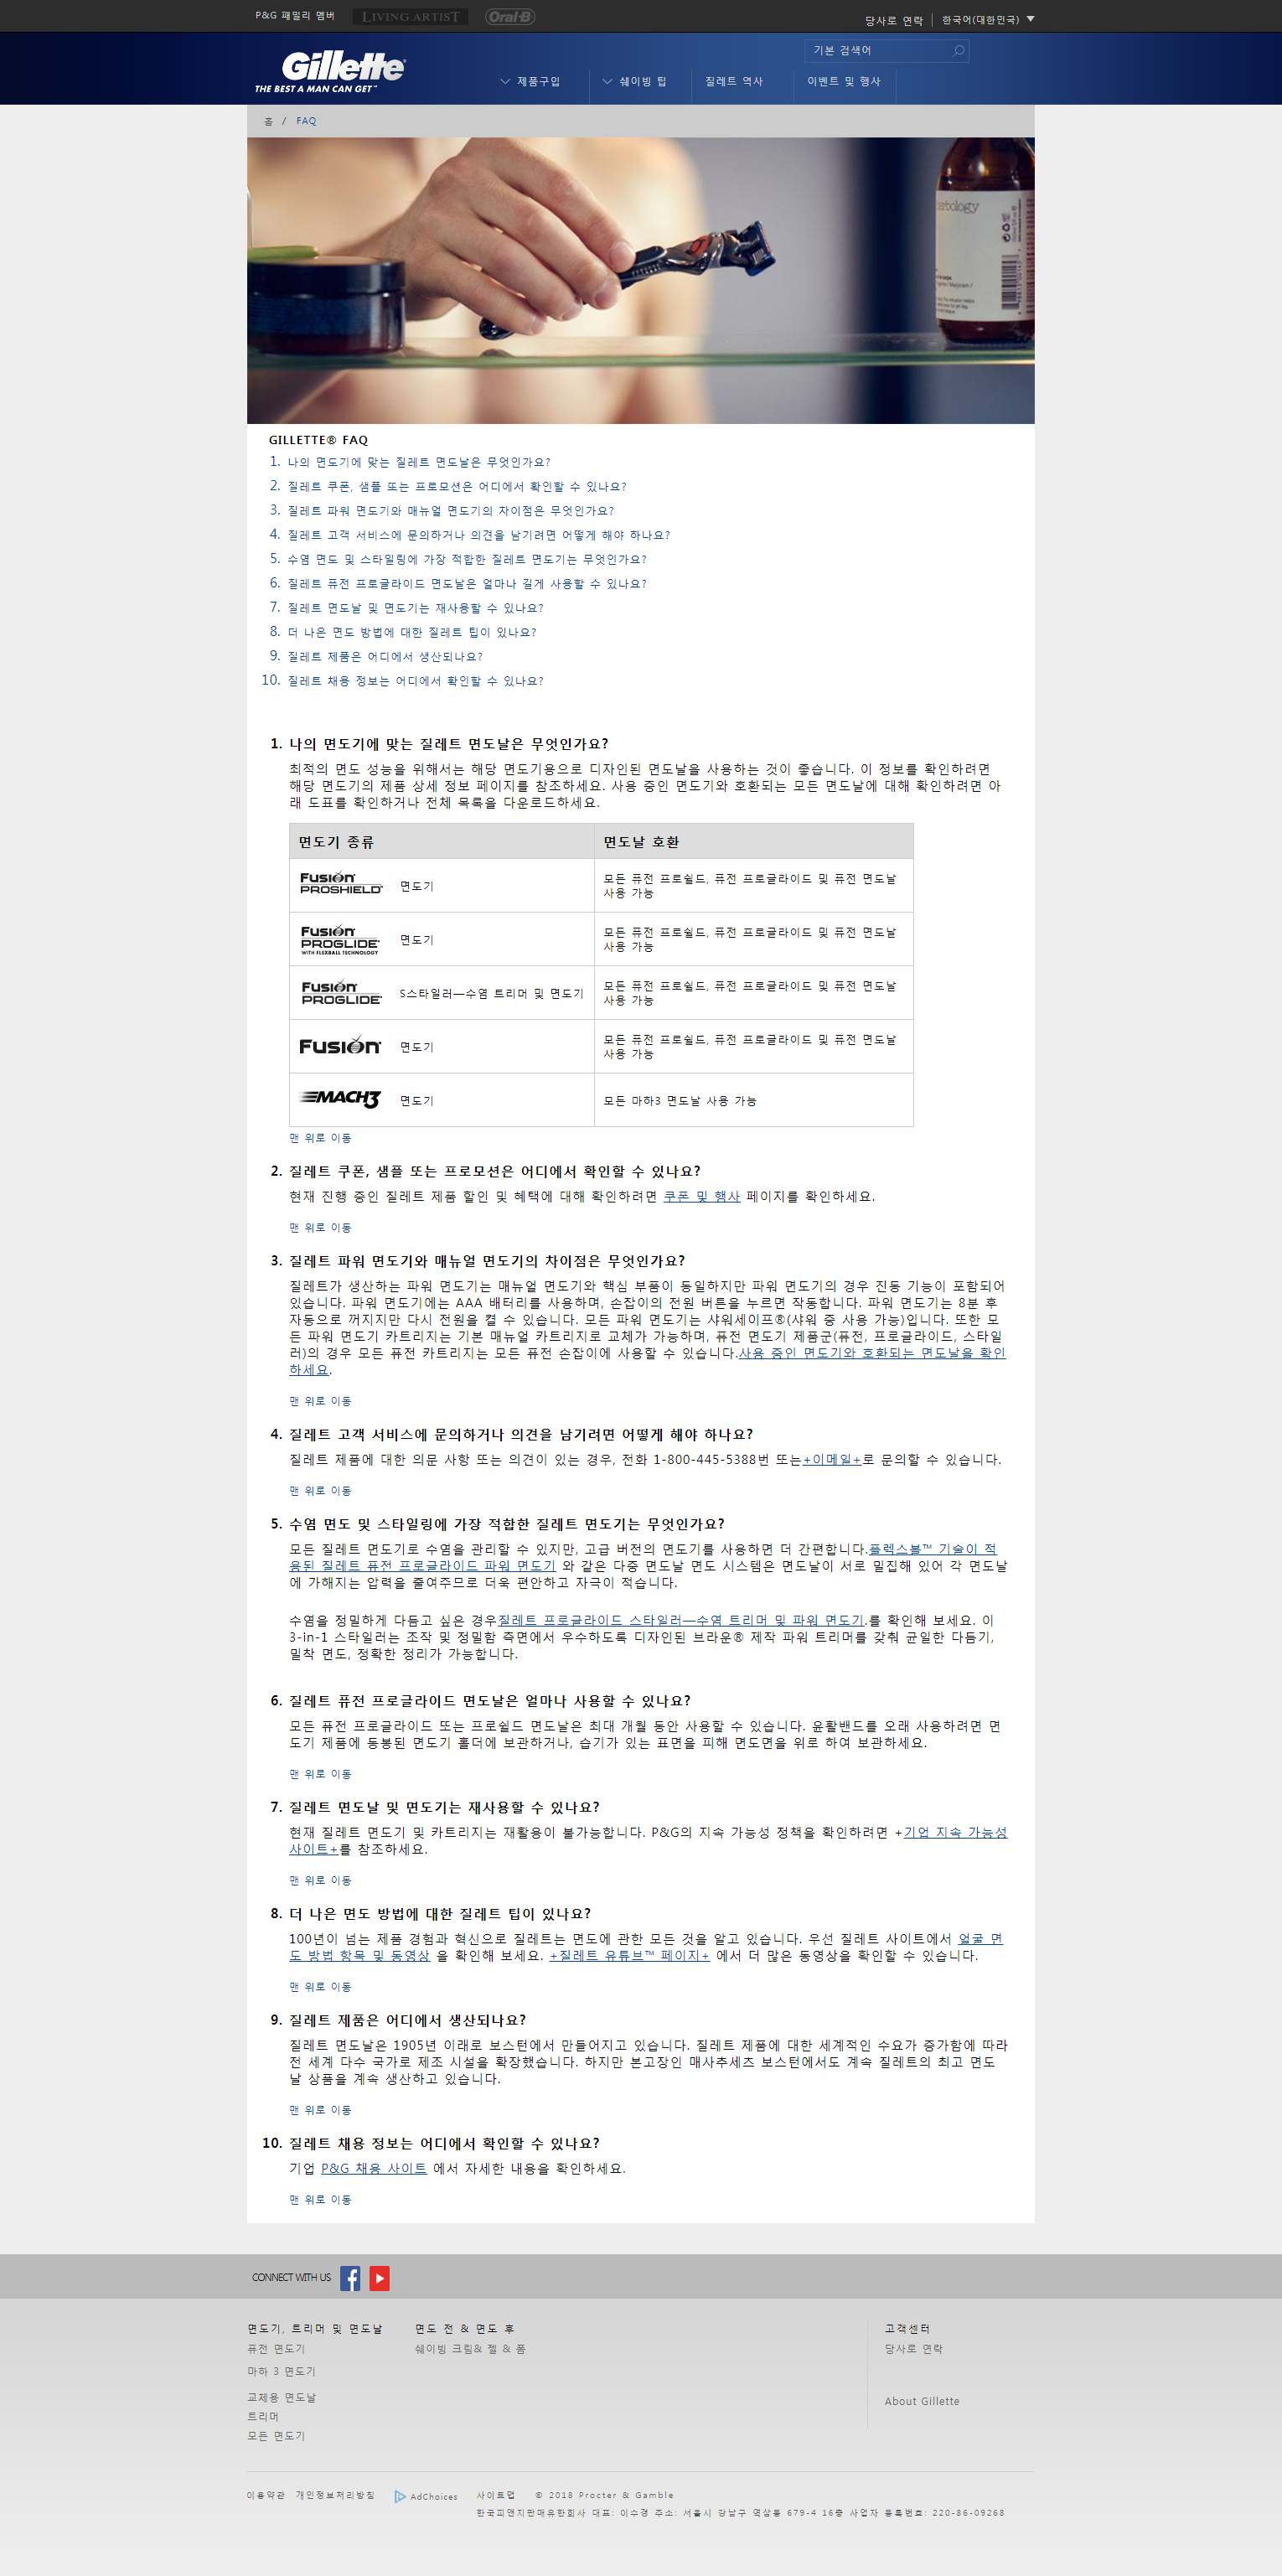 P&G 패밀리 멤버
LIVING ARTIST
Oral-B
당사로 연락
한국어(대한민국)
Gillette
THE BEST A MAN CAN GET™
기본 검색어
제품구입
쉐이빙 팁
질레트 역사
이벤트 및 행사
홈 / FAQ
GILLETTE® FAQ
1. 나의 면도기에 맞는 질레트 면도날은 무엇인가요?
2. 질레트 쿠폰, 샘플 또는 프로모션은 어디에서 확인할 수 있나요?
3. 질레트 파워 면도기와 매뉴얼 면도기의 차이점은 무엇인가요?
4. 질레트 고객 서비스에 문의하거나 의견을 남기려면 어떻게 해야 하나요?
5. 수염 면도 및 스타일링에 가장 적합한 질레트 면도기는 무엇인가요?
6. 질레트 퓨전 프로글라이드 면도날은 얼마나 길게 사용할 수 있나요?
7. 질레트 면도날 및 면도기는 재사용할 수 있나요?
8. 더 나은 면도 방법에 대한 질레트 팁이 있나요?
9. 질레트 제품은 어디에서 생산되나요?
10. 질레트 채용 정보는 어디에서 확인할 수 있나요?
1. 나의 면도기에 맞는 질레트 면도날은 무엇인가요?
최적의 면도 성능을 위해서는 해당 면도기용으로 디자인된 면도날을 사용하는 것이 좋습니다. 이 정보를 확인하려면
해당 면도기의 제품 상세 정보 페이지를 참조하세요. 사용 중인 면도기와 호환되는 모든 면도날에 대해 확인하려면 아
래 도표를 확인하거나 전체 목록을 다운로드하세요.
면도기 종류
면도날 호환
Fusion PROSHIELD 면도기
모든 퓨전 프로쉴드, 퓨전 프로글라이드 및 퓨전 면도날
사용 가능
Fusion PROGLIDE WITH FLEXBALL TECHNOLOGY 면도기
모든 퓨전 프로쉴드, 퓨전 프로글라이드 및 퓨전 면도날
사용 가능
Fusion PROGLIDE S스타일러—수염 트리머 및 면도기
모든 퓨전 프로쉴드, 퓨전 프로글라이드 및 퓨전 면도날
사용 가능
Fusion 면도기
모든 퓨전 프로쉴드, 퓨전 프로글라이드 및 퓨전 면도날
사용 가능
MACH3 면도기
모든 마하3 면도날 사용 가능
맨 위로 이동
2. 질레트 쿠폰, 샘플 또는 프로모션은 어디에서 확인할 수 있나요?
현재 진행 중인 질레트 제품 할인 및 혜택에 대해 확인하려면 쿠폰 및 행사 페이지를 확인하세요.
맨 위로 이동
3. 질레트 파워 면도기와 매뉴얼 면도기의 차이점은 무엇인가요?
질레트가 생산하는 파워 면도기는 매뉴얼 면도기와 핵심 부품이 동일하지만 파워 면도기의 경우 진동 기능이 포함되어
있습니다. 파워 면도기에는 AAA 배터리를 사용하며, 손잡이의 전원 버튼을 누르면 작동합니다. 파워 면도기는 8분 후
자동으로 꺼지지만 다시 전원을 켤 수 있습니다. 모든 파워 면도기는 샤워세이프®(샤워 중 사용 가능)입니다. 또한 모
든 파워 면도기 카트리지는 기본 매뉴얼 카트리지로 교체가 가능하며, 퓨전 면도기 제품군(퓨전, 프로글라이드, 스타일
러)의 경우 모든 퓨전 카트리지는 모든 퓨전 손잡이에 사용할 수 있습니다.사용 중인 면도기와 호환되는 면도날을 확인
하세요.
맨 위로 이동
4. 질레트 고객 서비스에 문의하거나 의견을 남기려면 어떻게 해야 하나요?
질레트 제품에 대한 의문 사항 또는 의견이 있는 경우, 전화 1-800-445-5388번 또는+이메일+로 문의할 수 있습니다.
맨 위로 이동
5. 수염 면도 및 스타일링에 가장 적합한 질레트 면도기는 무엇인가요?
모든 질레트 면도기로 수염을 관리할 수 있지만, 고급 버전의 면도기를 사용하면 더 간편합니다.플렉스볼™ 기술이 적
용된 질레트 퓨전 프로글라이드 파워 면도기 와 같은 다중 면도날 면도 시스템은 면도날이 서로 밀집해 있어 각 면도날
에 가해지는 압력을 줄여주므로 더욱 편안하고 자극이 적습니다.
수염을 정밀하게 다듬고 싶은 경우질레트 프로글라이드 스타일러—수염 트리머 및 파워 면도기.를 확인해 보세요. 이
3-in-1 스타일러는 조작 및 정밀함 측면에서 우수하도록 디자인된 브라운® 제작 파워 트리머를 갖춰 균일한 다듬기,
밀착 면도, 정확한 정리가 가능합니다.
6. 질레트 퓨전 프로글라이드 면도날은 얼마나 사용할 수 있나요?
모든 퓨전 프로글라이드 또는 프로쉴드 면도날은 최대 개월 동안 사용할 수 있습니다. 윤활밴드를 오래 사용하려면 면
도기 제품에 동봉된 면도기 홀더에 보관하거나, 습기가 있는 표면을 피해 면도면을 위로 하여 보관하세요.
맨 위로 이동
7. 질레트 면도날 및 면도기는 재사용할 수 있나요?
현재 질레트 면도기 및 카트리지는 재활용이 불가능합니다. P&G의 지속 가능성 정책을 확인하려면 +기업 지속 가능성
사이트+를 참조하세요.
맨 위로 이동
8. 더 나은 면도 방법에 대한 질레트 팁이 있나요?
100년이 넘는 제품 경험과 혁신으로 질레트는 면도에 관한 모든 것을 알고 있습니다. 우선 질레트 사이트에서 얼굴 면
도 방법 항목 및 동영상 을 확인해 보세요. +질레트 유튜브™ 페이지+ 에서 더 많은 동영상을 확인할 수 있습니다.
맨 위로 이동
9. 질레트 제품은 어디에서 생산되나요?
질레트 면도날은 1905년 이래로 보스턴에서 만들어지고 있습니다. 질레트 제품에 대한 세계적인 수요가 증가함에 따라
전 세계 다수 국가로 제조 시설을 확장했습니다. 하지만 본고장인 매사추세츠 보스턴에서도 계속 질레트의 최고 면도
날 상품을 계속 생산하고 있습니다.
맨 위로 이동
10. 질레트 채용 정보는 어디에서 확인할 수 있나요?
기업 P&G 채용 사이트 에서 자세한 내용을 확인하세요.
맨 위로 이동
CONNECT WITH US
면도기, 트리머 및 면도날
퓨전 면도기
마하 3 면도기
교체용 면도날
트리머
모든 면도기
면도 전 & 면도 후
쉐이빙 크림& 젤 & 폼
고객센터
당사로 연락
About Gillette
이용약관 개인정보처리방침 AdChoices 사이트맵 © 2018 Procter & Gamble
한국피앤지판매유한회사 대표: 이수경 주소: 서울시 강남구 역삼동 679-4 16층 사업자 등록번호: 220-86-09268